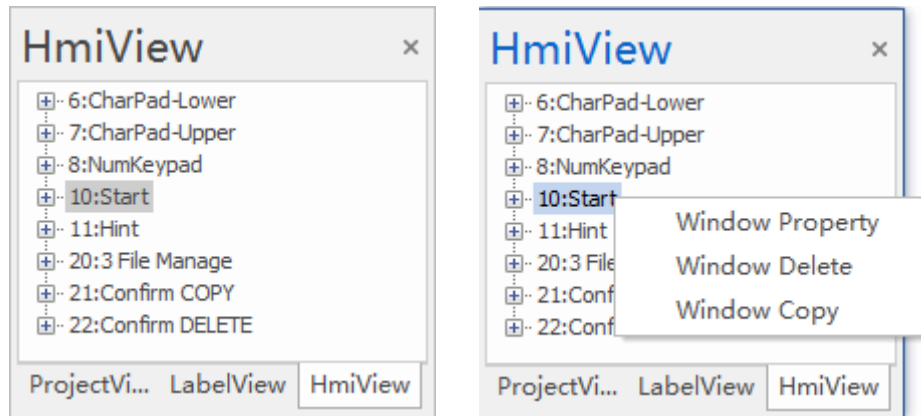 HmiView ×
6:CharPad-Lower
7:CharPad-Upper
8:NumKeypad
10:Start
11:Hint
20:3 File Manage
21:Confirm COPY
22:Confirm DELETE
ProjectVi... LabelView HmiView
HmiView ×
6:CharPad-Lower
7:CharPad-Upper
8:NumKeypad
10:Start
11:Hint
20:3 File
21:Conf
22:Conf
Window Property
Window Delete
Window Copy
ProjectVi... LabelView HmiView